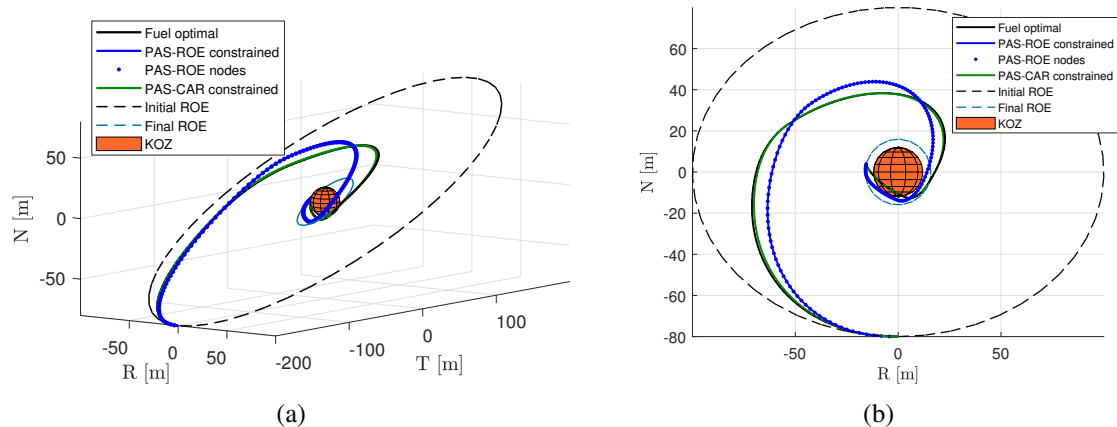 Fuel optimal
PAS-ROE constrained
PAS-ROE nodes
PAS-CAR constrained
Initial ROE
Final ROE
KOZ
50
0
-50
N [m]
-50
0
50
R [m]
-200
-100
0
100
T [m]
(a)
Fuel optimal
PAS-ROE constrained
PAS-ROE nodes
PAS-CAR constrained
Initial ROE
Final ROE
KOZ
80
60
40
20
0
-20
-40
-60
-80
N [m]
-50
0
50
R [m]
(b)